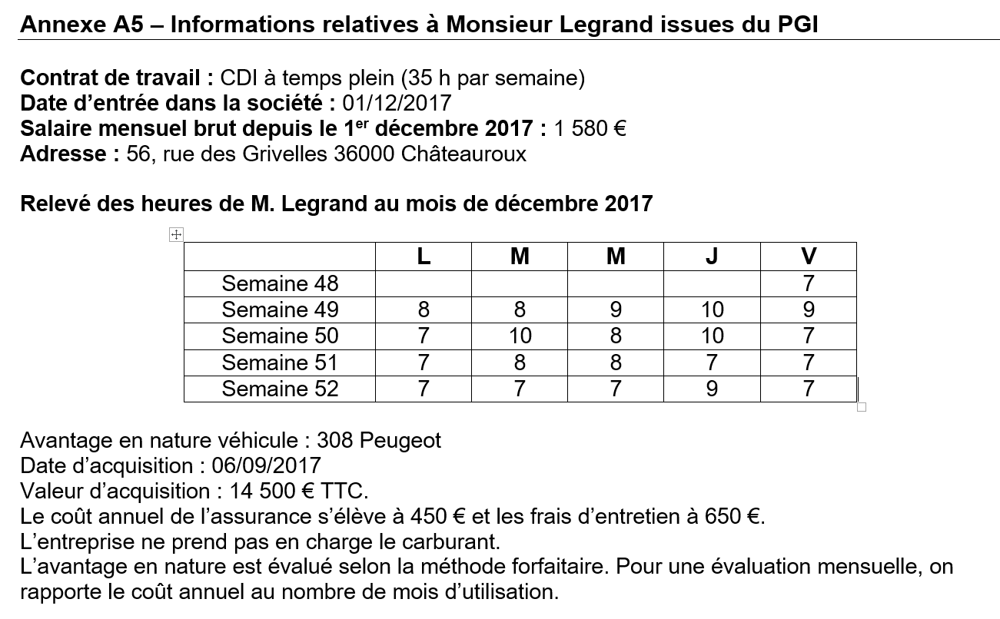 Annexe A5 – Informations relatives à Monsieur Legrand issues du PGI
Contrat de travail : CDI à temps plein (35 h par semaine)
Date d’entrée dans la société : 01/12/2017
Salaire mensuel brut depuis le 1er décembre 2017 : 1 580 €
Adresse : 56, rue des Grivelles 36000 Châteauroux
Relevé des heures de M. Legrand au mois de décembre 2017
L M M J V
Semaine 48 7
Semaine 49 8 8 9 10 9
Semaine 50 7 10 8 10 7
Semaine 51 7 8 8 7 7
Semaine 52 7 7 7 9 7
Avantage en nature véhicule : 308 Peugeot
Date d’acquisition : 06/09/2017
Valeur d’acquisition : 14 500 € TTC.
Le coût annuel de l’assurance s’élève à 450 € et les frais d’entretien à 650 €.
L’entreprise ne prend pas en charge le carburant.
L’avantage en nature est évalué selon la méthode forfaitaire. Pour une évaluation mensuelle, on
rapporte le coût annuel au nombre de mois d’utilisation.